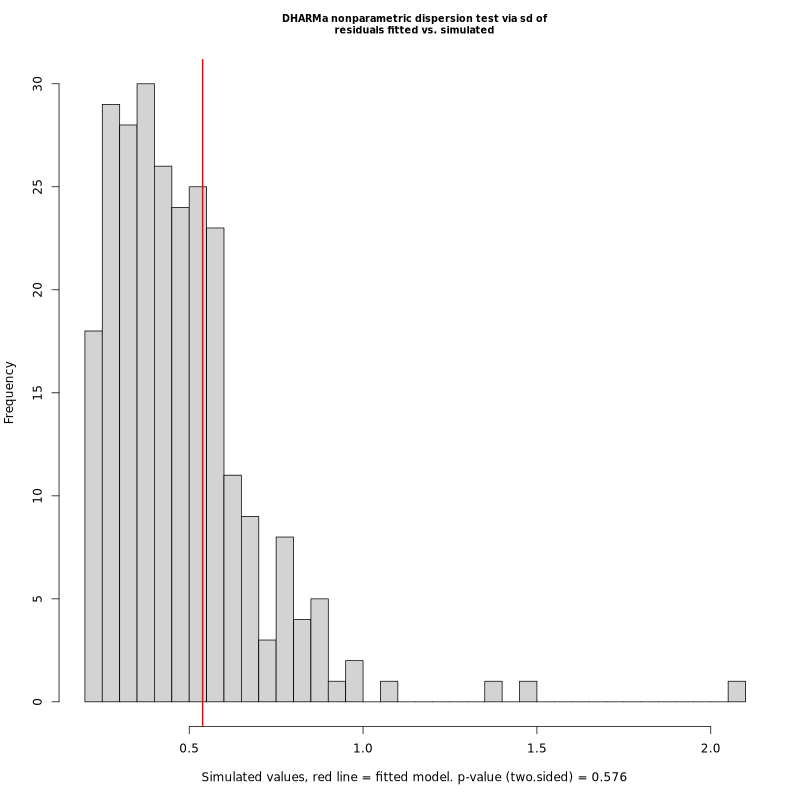 DHARMa nonparametric dispersion test via sd of
residuals fitted vs. simulated
30
25
20
15
10
5
0
Frequency
0.5 1.0 1.5 2.0
Simulated values, red line = fitted model. p-value (two.sided) = 0.576